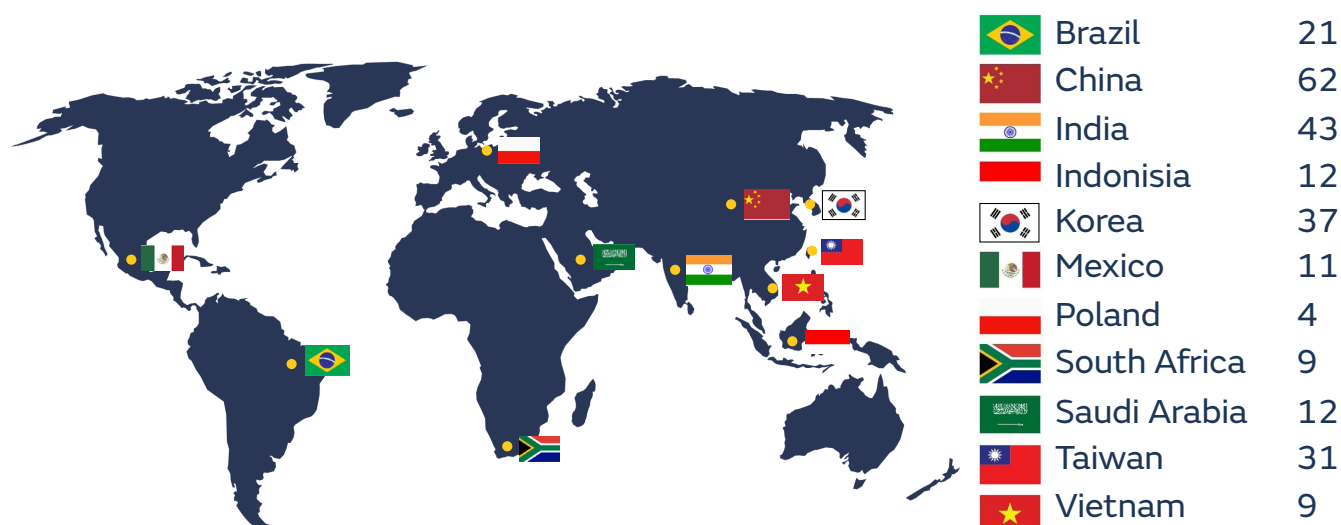 Brazil 21
China 62
India 43
Indonisia 12
Korea 37
Mexico 11
Poland 4
South Africa 9
Saudi Arabia 12
Taiwan 31
Vietnam 9